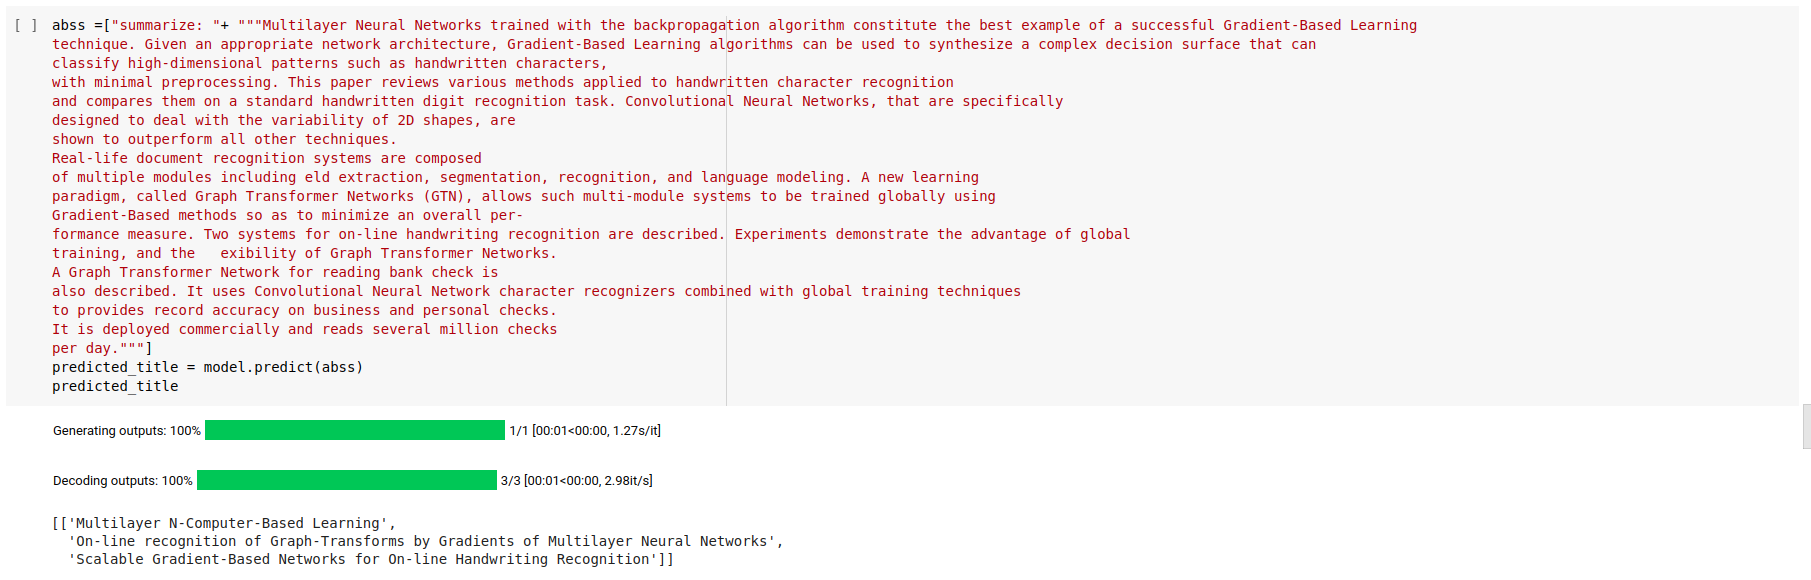 [ ] abss =["summarize: "+ """Multilayer Neural Networks trained with the backpropagation algorithm constitute the best example of a successful Gradient-Based Learning
technique. Given an appropriate network architecture, Gradient-Based Learning algorithms can be used to synthesize a complex decision surface that can
classify high-dimensional patterns such as handwritten characters,
with minimal preprocessing. This paper reviews various methods applied to handwritten character recognition
and compares them on a standard handwritten digit recognition task. Convolutional Neural Networks, that are specifically
designed to deal with the variability of 2D shapes, are
shown to outperform all other techniques.
Real-life document recognition systems are composed
of multiple modules including eld extraction, segmentation, recognition, and language modeling. A new learning
paradigm, called Graph Transformer Networks (GTN), allows such multi-module systems to be trained globally using
Gradient-Based methods so as to minimize an overall per-
formance measure. Two systems for on-line handwriting recognition are described. Experiments demonstrate the advantage of global
training, and the   exibility of Graph Transformer Networks.
A Graph Transformer Network for reading bank check is
also described. It uses Convolutional Neural Network character recognizers combined with global training techniques
to provides record accuracy on business and personal checks.
It is deployed commercially and reads several million checks
per day."""]
predicted_title = model.predict(abss)
predicted_title
Generating outputs: 100% 1/1 [00:01<00:00, 1.27s/it]
Decoding outputs: 100% 3/3 [00:01<00:00, 2.98it/s]
[['Multilayer N-Computer-Based Learning',
'On-line recognition of Graph-Transforms by Gradients of Multilayer Neural Networks',
'Scalable Gradient-Based Networks for On-line Handwriting Recognition']]